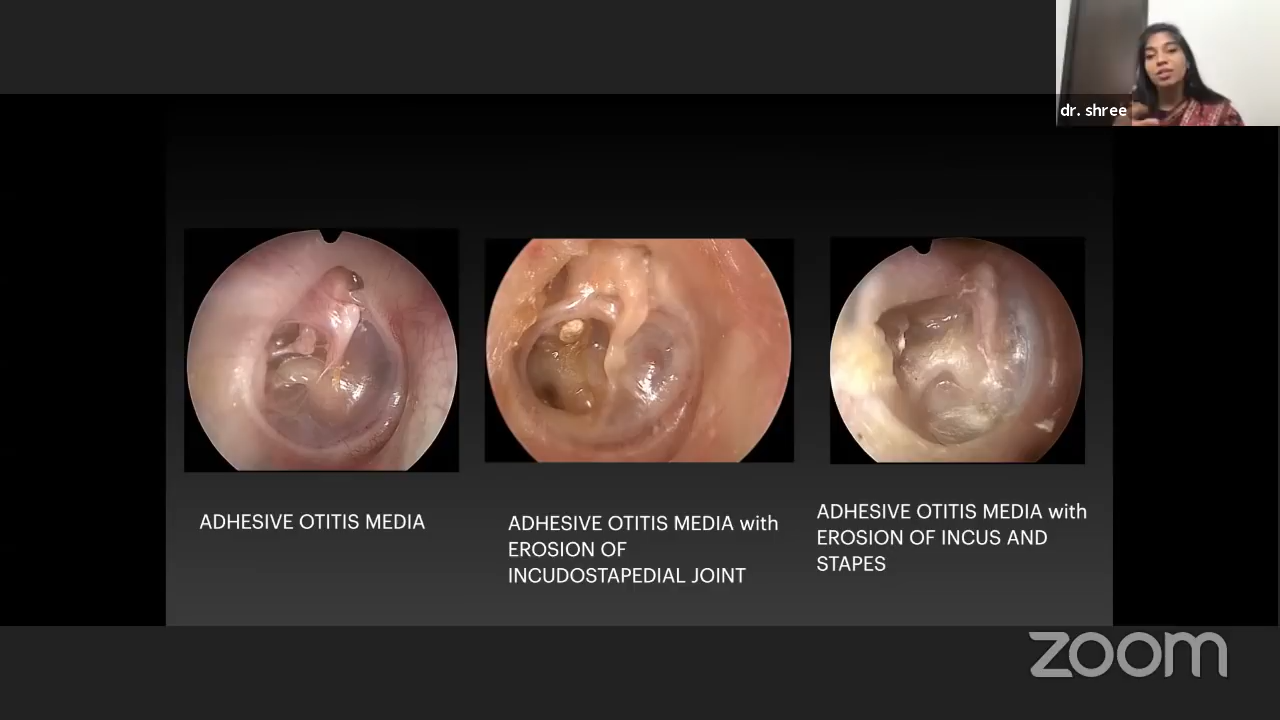 dr. shree
ADHESIVE OTITIS MEDIA
ADHESIVE OTITIS MEDIA with
EROSION OF
INCUDOSTAPEDIAL JOINT
ADHESIVE OTITIS MEDIA with
EROSION OF INCUS AND
STAPES
zoom